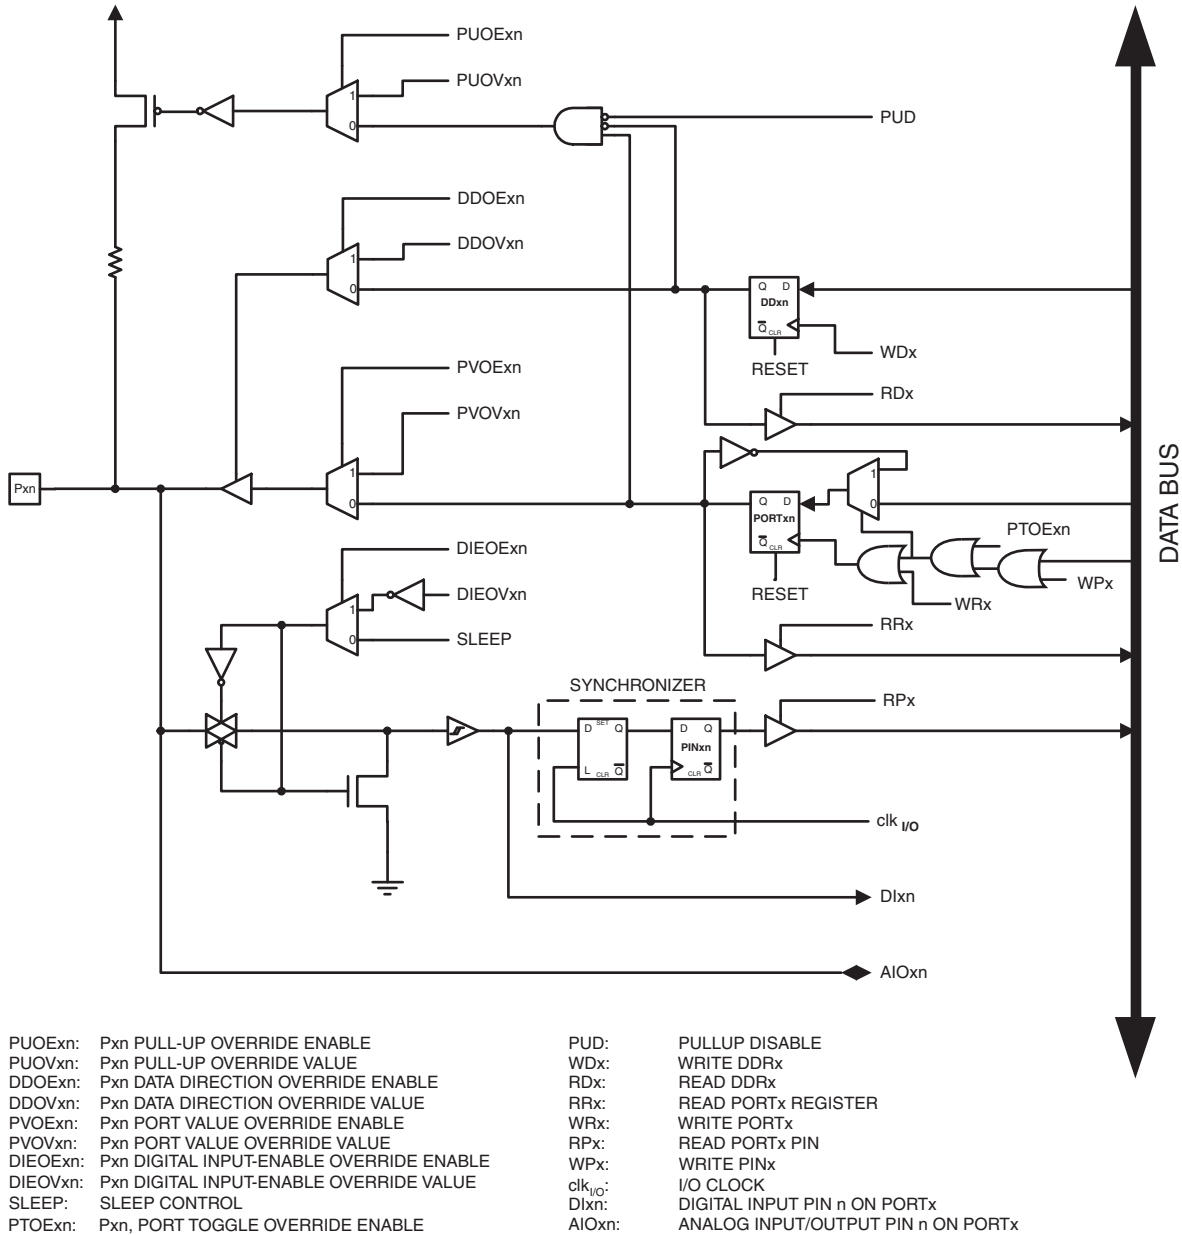 PUOExn
PUOVxn
1
0
PUD
DDOExn
DDOVxn
1
0
Q D
DDxn
Q CLR
WDx
RESET
RDx
PVOExn
PVOVxn
1
0
Pxn
1
0
Q D
PORTxn
Q CLR
PTOExn
DATA BUS
DIEOExn
DIEOVxn
1
0
SLEEP
RESET
WRx
WPx
RRx
SYNCHRONIZER
RPx
D SET Q
L CLR Q
D Q
PINxn
CLR Q
clk I/O
DIxn
AIOxn
PUOExn: Pxn PULL-UP OVERRIDE ENABLE
PUOVxn: Pxn PULL-UP OVERRIDE VALUE
DDOExn: Pxn DATA DIRECTION OVERRIDE ENABLE
DDOVxn: Pxn DATA DIRECTION OVERRIDE VALUE
PVOExn: Pxn PORT VALUE OVERRIDE ENABLE
PVOVxn: Pxn PORT VALUE OVERRIDE VALUE
DIEOExn: Pxn DIGITAL INPUT-ENABLE OVERRIDE ENABLE
DIEOVxn: Pxn DIGITAL INPUT-ENABLE OVERRIDE VALUE
SLEEP: SLEEP CONTROL
PTOExn: Pxn, PORT TOGGLE OVERRIDE ENABLE
PUD: PULLUP DISABLE
WDx: WRITE DDRx
RDx: READ DDRx
RRx: READ PORTx REGISTER
WRx: WRITE PORTx
RPx: READ PORTx PIN
WPx: WRITE PINx
clkI/O: I/O CLOCK
DIxn: DIGITAL INPUT PIN n ON PORTx
AIOxn: ANALOG INPUT/OUTPUT PIN n ON PORTx